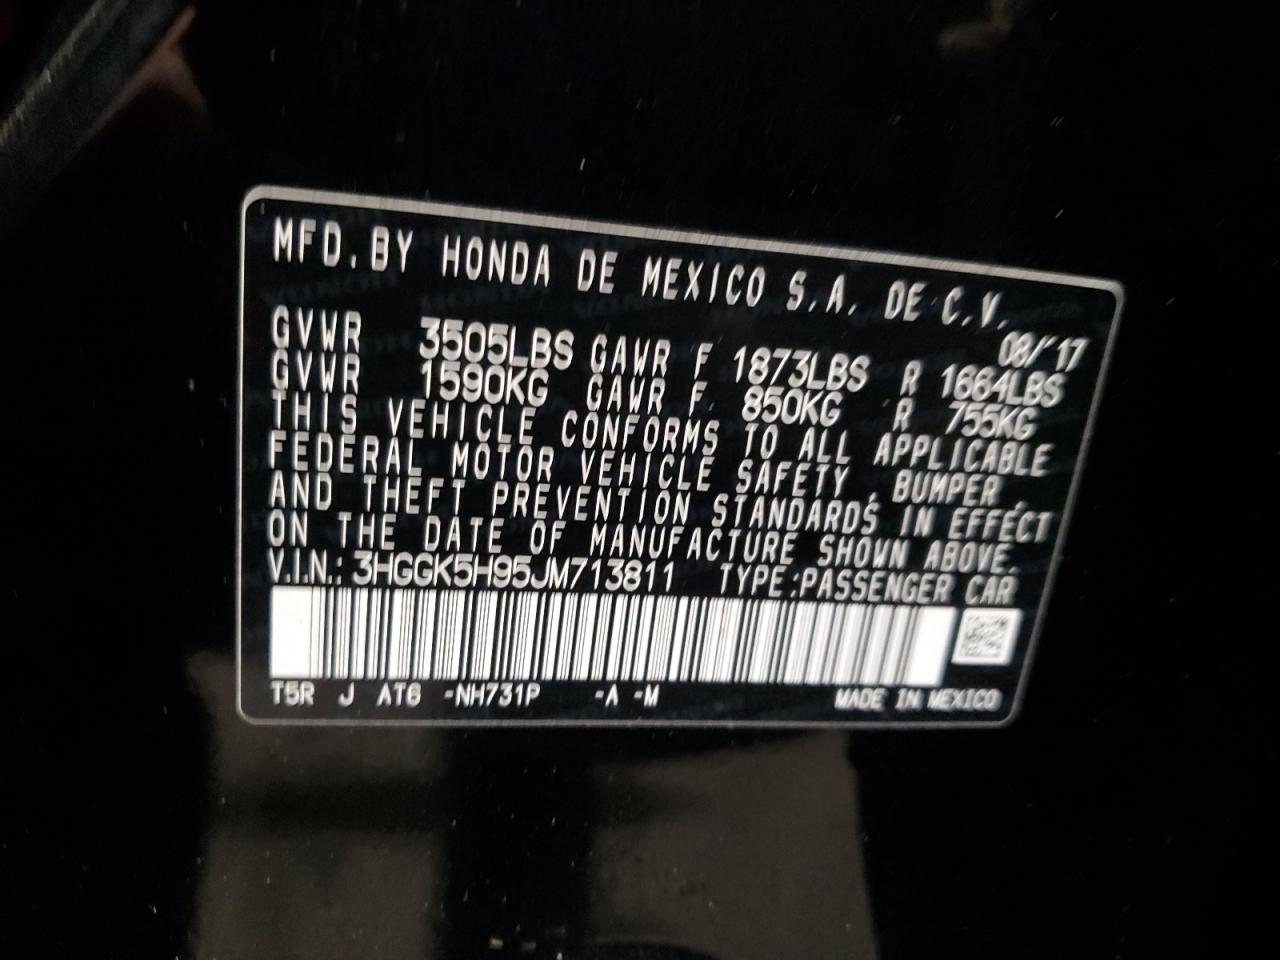 MFD. BY HONDA DE MEXICO S.A. DE C.V.
08/'17
GVWR 3505LBS GAWR F 1873LBS R 1664LBS
GVWR 1590KG GAWR F 850KG R 755KG
THIS VEHICLE CONFORMS TO ALL APPLICABLE
FEDERAL MOTOR VEHICLE SAFETY, BUMPER,
AND THEFT PREVENTION STANDARDS IN EFFECT
ON THE DATE OF MANUFACTURE SHOWN ABOVE.
V.I.N.: 3HGGK5H95JM713811 TYPE:PASSENGER CAR
T5R J AT6 -NH731P -A -M MADE IN MEXICO